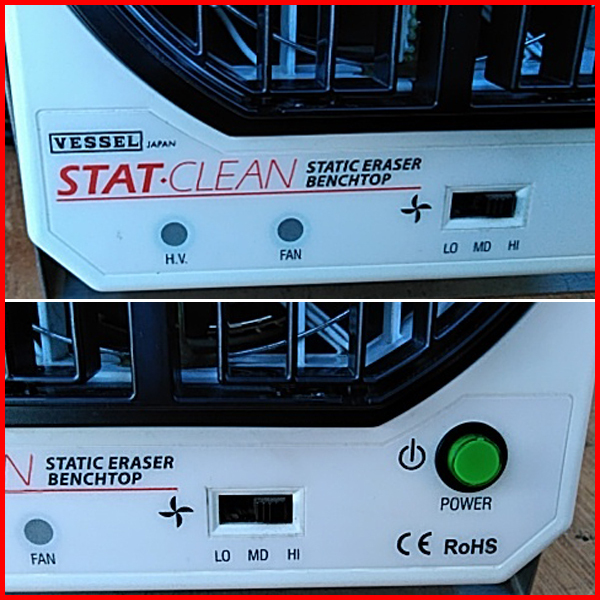 VESSEL JAPAN
STAT·CLEAN STATIC ERASER
BENCHTOP
H.V. FAN LO MD HI
N STATIC ERASER
BENCHTOP
POWER
FAN LO MD HI
CE RoHS